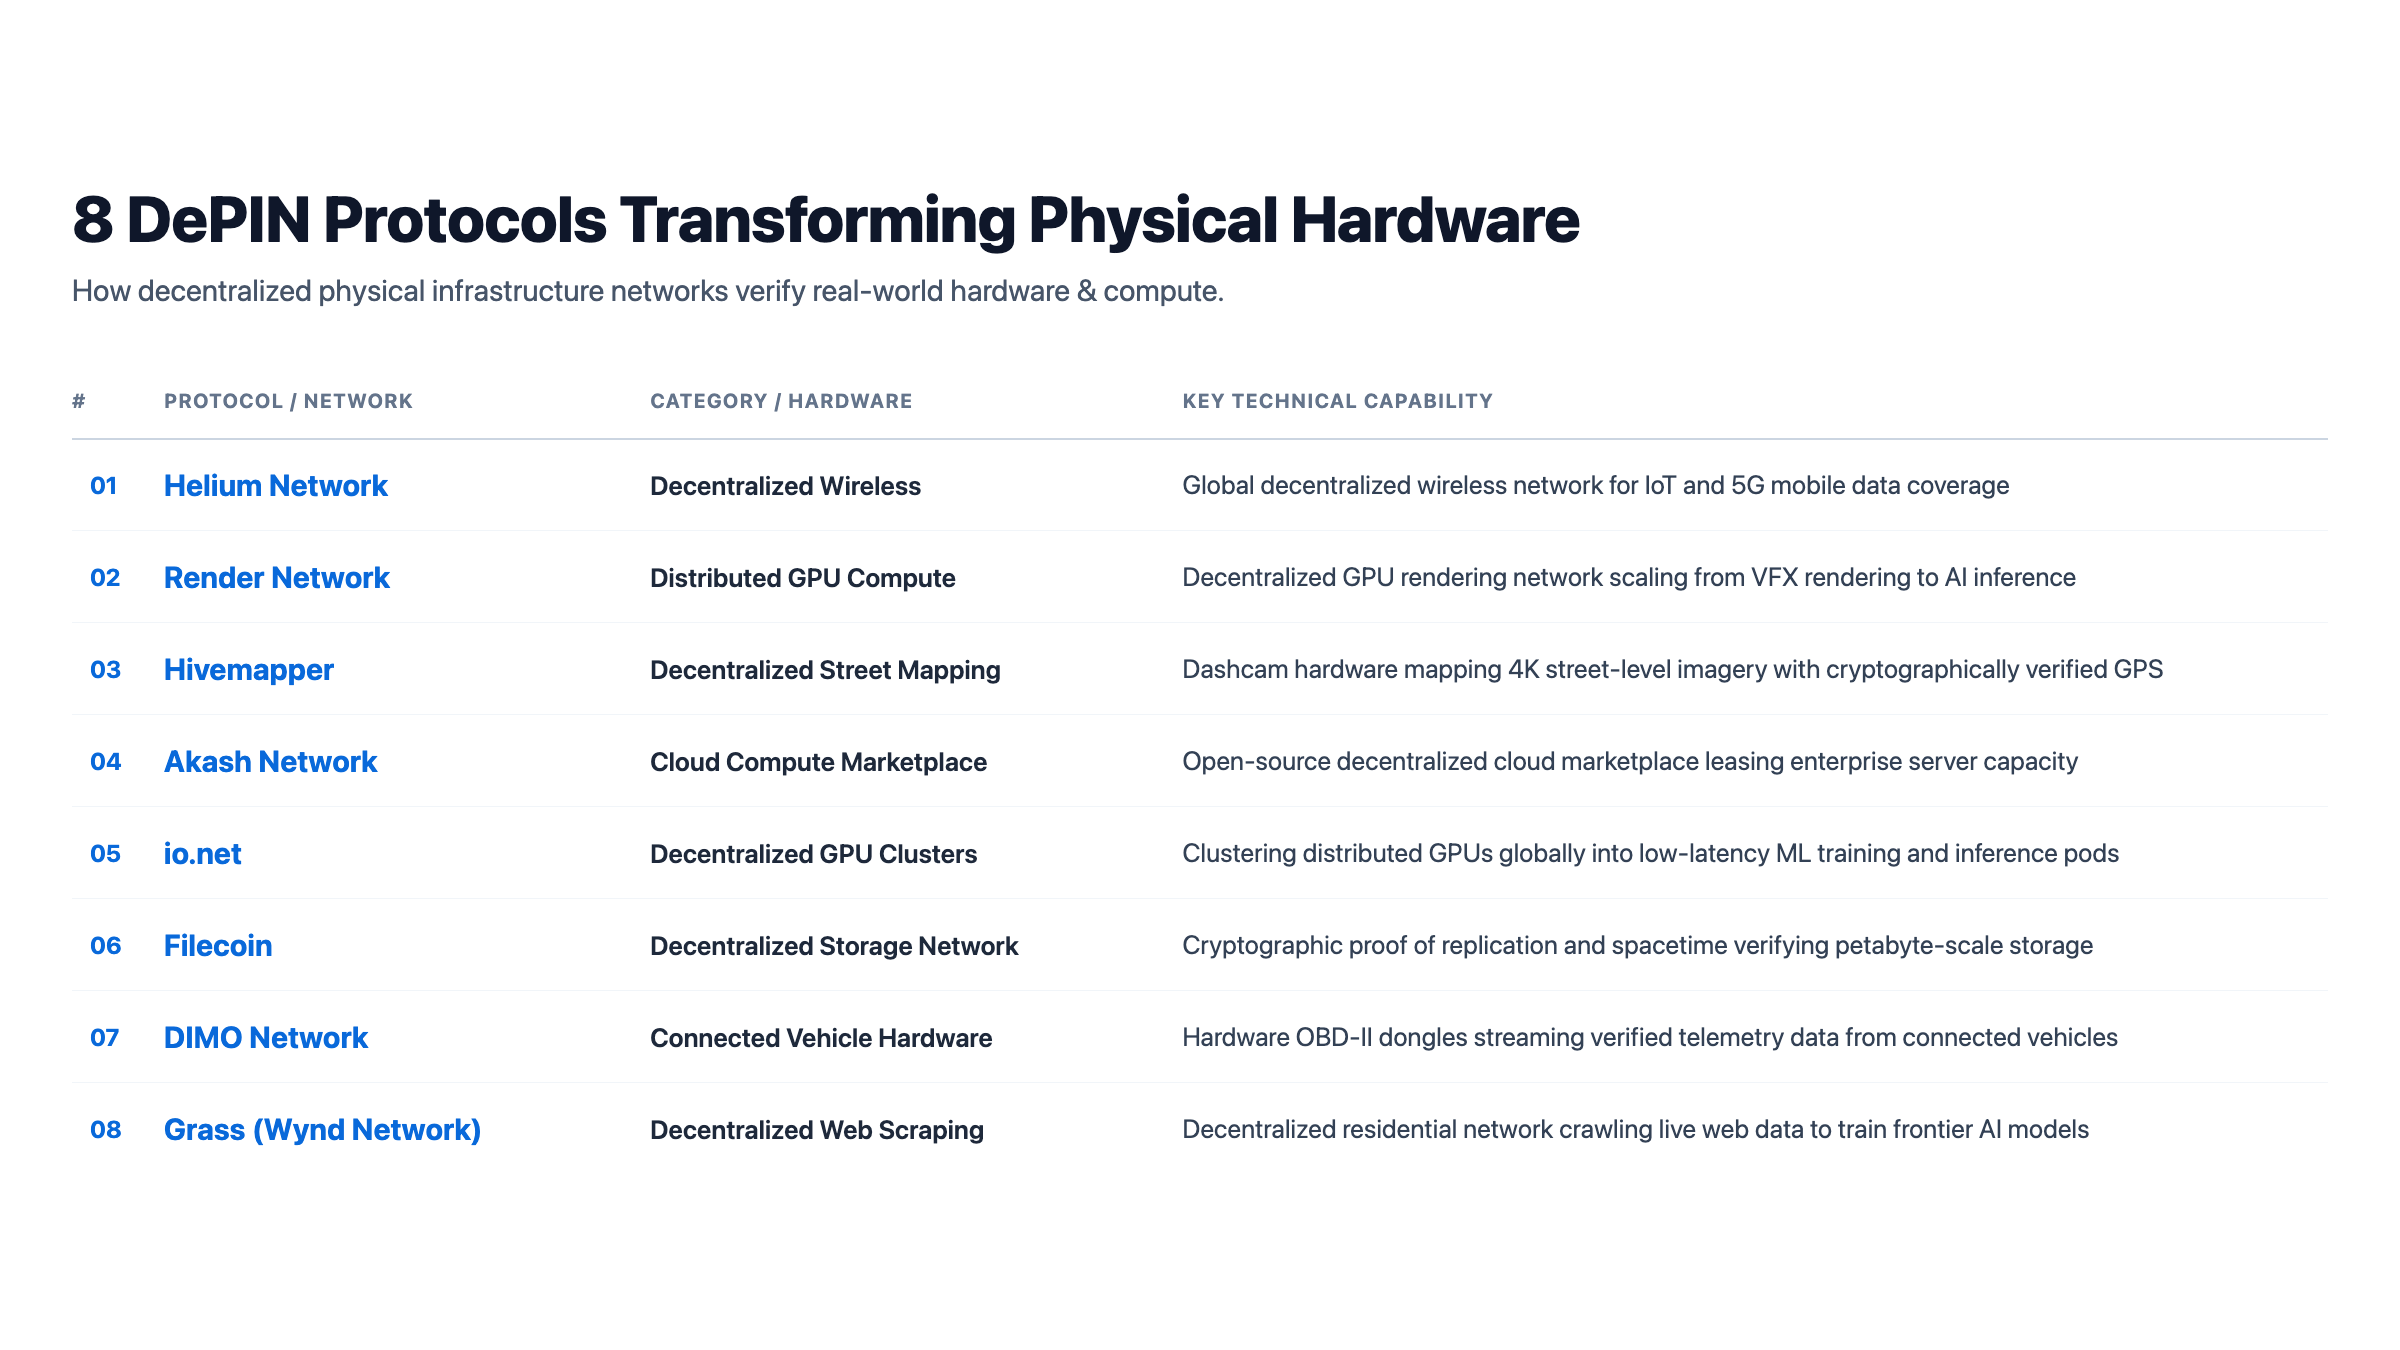 8 DePIN Protocols Transforming Physical Hardware
How decentralized physical infrastructure networks verify real-world hardware & compute.
# PROTOCOL / NETWORK CATEGORY / HARDWARE KEY TECHNICAL CAPABILITY
01 Helium Network Decentralized Wireless Global decentralized wireless network for IoT and 5G mobile data coverage
02 Render Network Distributed GPU Compute Decentralized GPU rendering network scaling from VFX rendering to AI inference
03 Hivemapper Decentralized Street Mapping Dashcam hardware mapping 4K street-level imagery with cryptographically verified GPS
04 Akash Network Cloud Compute Marketplace Open-source decentralized cloud marketplace leasing enterprise server capacity
05 io.net Decentralized GPU Clusters Clustering distributed GPUs globally into low-latency ML training and inference pods
06 Filecoin Decentralized Storage Network Cryptographic proof of replication and spacetime verifying petabyte-scale storage
07 DIMO Network Connected Vehicle Hardware Hardware OBD-II dongles streaming verified telemetry data from connected vehicles
08 Grass (Wynd Network) Decentralized Web Scraping Decentralized residential network crawling live web data to train frontier AI models